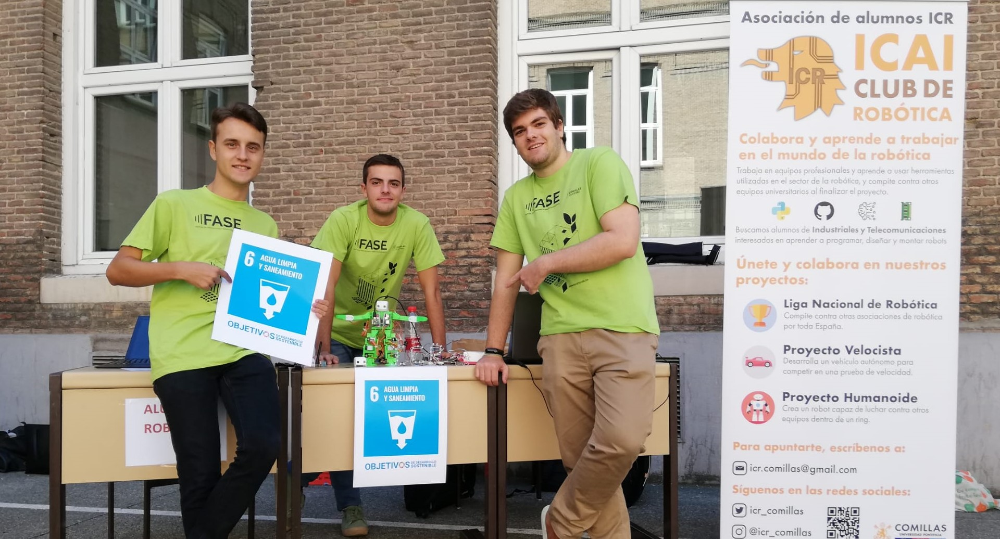 Asociación de alumnos ICR
ICR
ICAI
CLUB DE
ROBÓTICA
Colabora y aprende a trabajar
en el mundo de la robótica
Trabaja en equipos profesionales y aprende a usar herramientas
utilizadas en el sector de la robótica, y compite contra otros
equipos universitarios al finalizar el proyecto.
Buscamos alumnos de Industriales y Telecomunicaciones
interesados en aprender a programar, diseñar y montar robots
Únete y colabora en nuestros
proyectos:
Liga Nacional de Robótica
Compite contra otras asociaciones de robótica
por toda España.
Proyecto Velocista
Desarrolla un vehículo autónomo para
competir en una prueba de velocidad.
Proyecto Humanoide
Crea un robot capaz de luchar contra otros
equipos dentro de un ring.
Para apuntarte, escríbenos a:
icr.comillas@gmail.com
Síguenos en las redes sociales:
icr_comillas
@icr_comillas
COMILLAS
UNIVERSIDAD PONTIFICIA
FASE
FASE
FASE
COMILLAS
6 AGUA LIMPIA
Y SANEAMIENTO
OBJETIVOS DE DESARROLLO
SOSTENIBLE
6 AGUA LIMPIA
Y SANEAMIENTO
OBJETIVOS DE DESARROLLO
SOSTENIBLE
AL
ROB